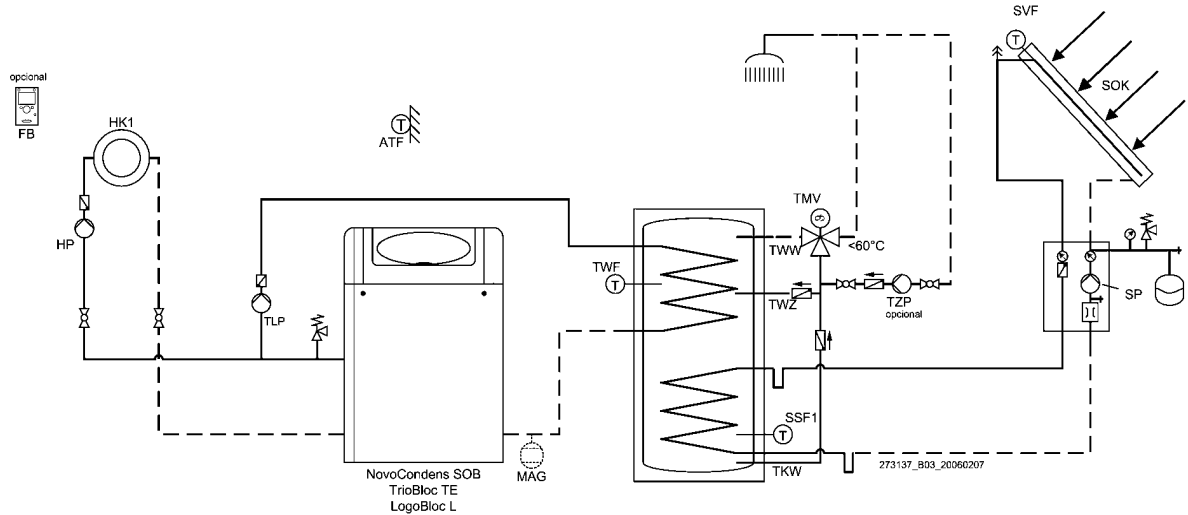 SVF
T
opcional
FB
HK1
T
ATF
SOK
TMV
HP
TWW
<60°C
TWF
T
TLP
TWZ
TZP
opcional
SP
SSF1
T
MAG
TKW
273137_B03_20060207
NovoCondens SOB
TrioBloc TE
LogoBloc L